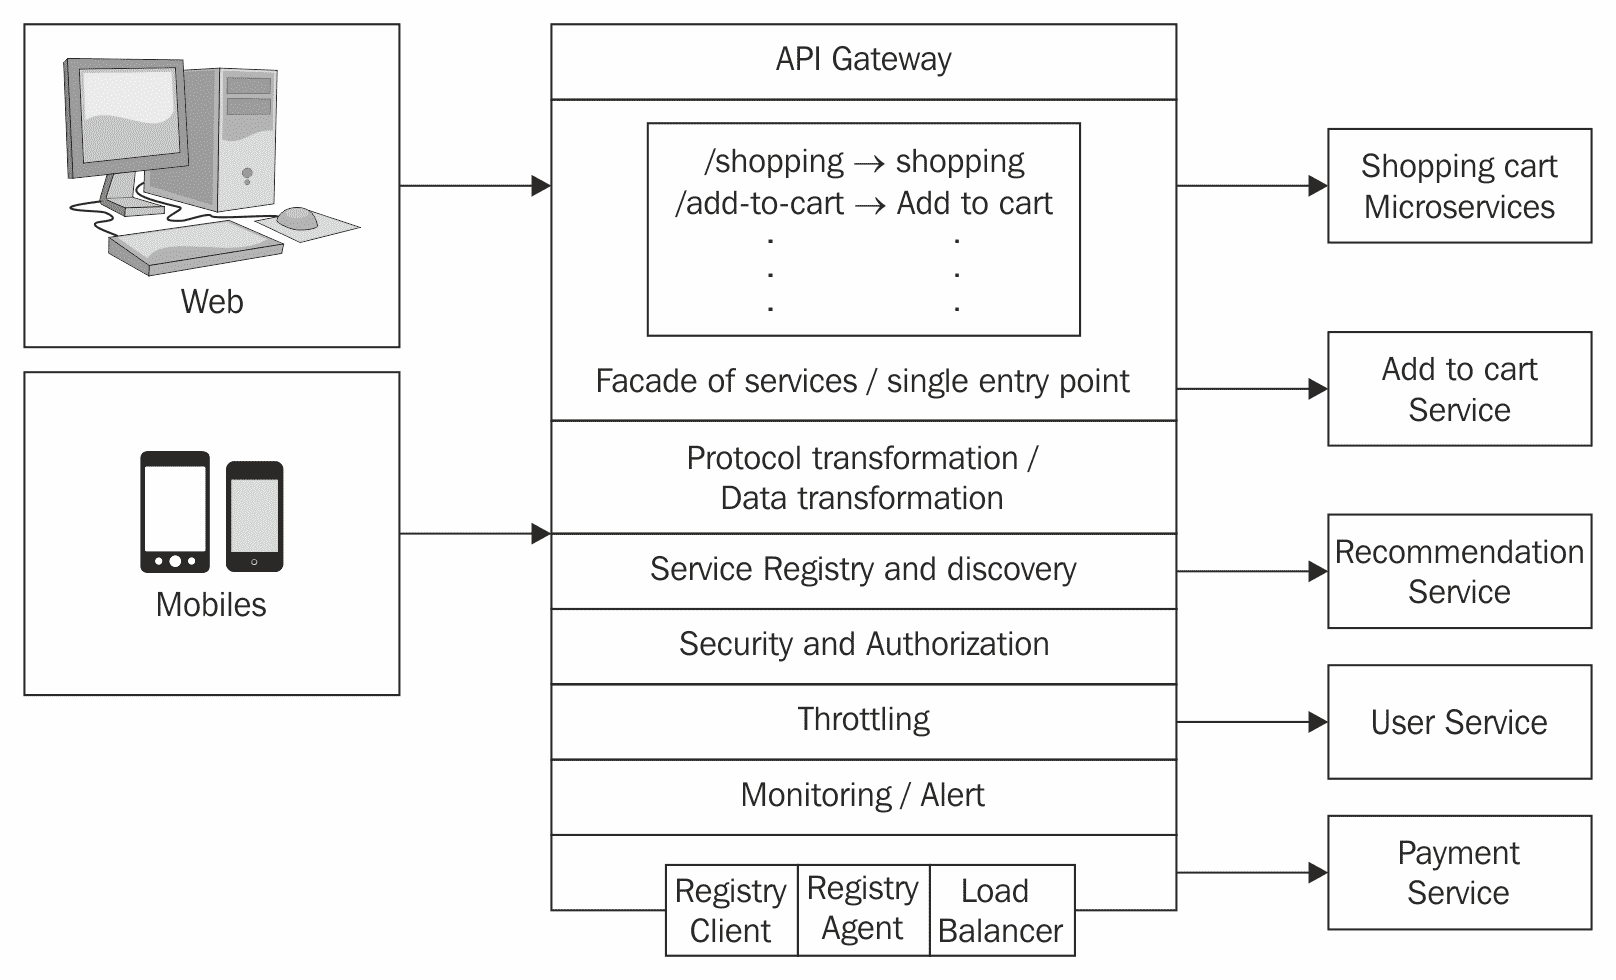 Web
Mobiles
API Gateway
/shopping → shopping
/add-to-cart → Add to cart
. .
. .
. .
Facade of services / single entry point
Protocol transformation /
Data transformation
Service Registry and discovery
Security and Authorization
Throttling
Monitoring / Alert
Registry
Client
Registry
Agent
Load
Balancer
Shopping cart
Microservices
Add to cart
Service
Recommendation
Service
User Service
Payment
Service